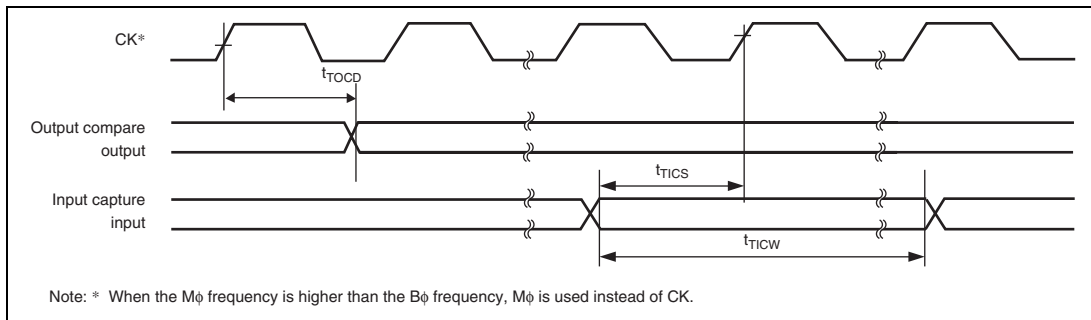 CK*
tTOCD
Output compare
output
tTICS
Input capture
input
tTICW
Note: * When the Mϕ frequency is higher than the Bϕ frequency, Mϕ is used instead of CK.